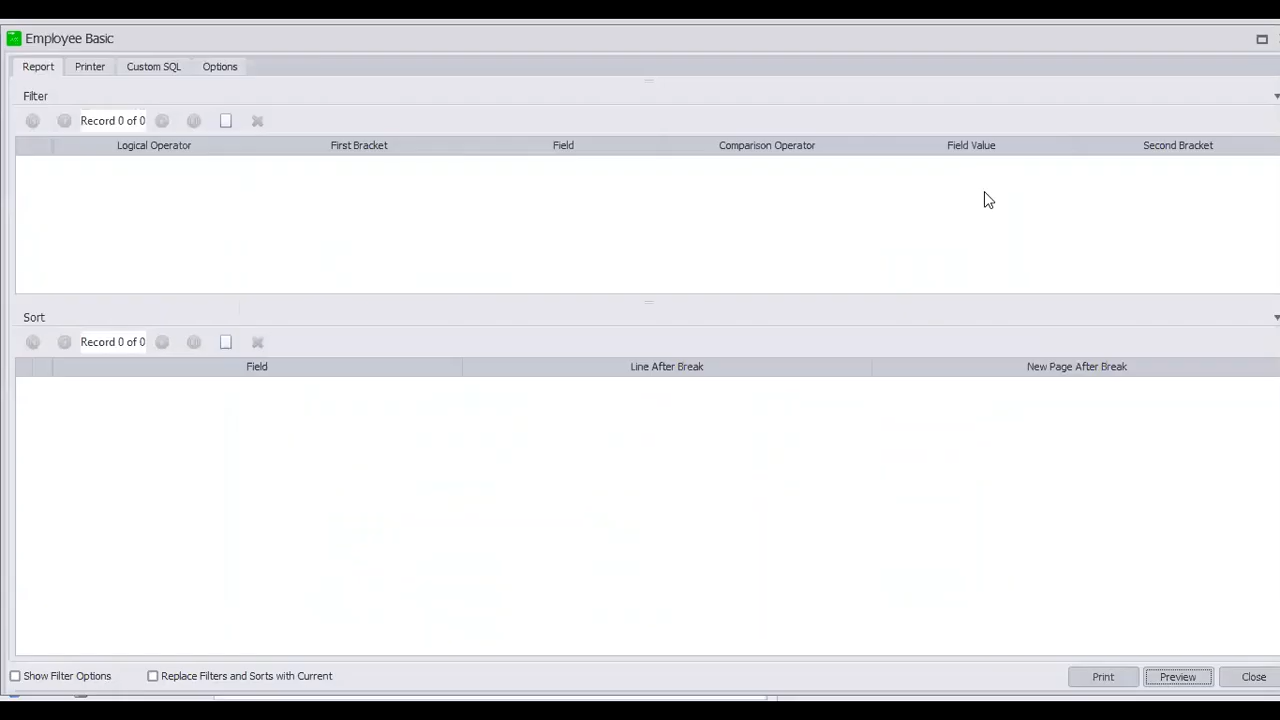 Employee Basic
Report Printer Custom SQL Options
Filter
Record 0 of 0
Logical Operator First Bracket Field Comparison Operator Field Value Second Bracket
Sort
Record 0 of 0
Field Line After Break New Page After Break
Show Filter Options Replace Filters and Sorts with Current Print Preview Close